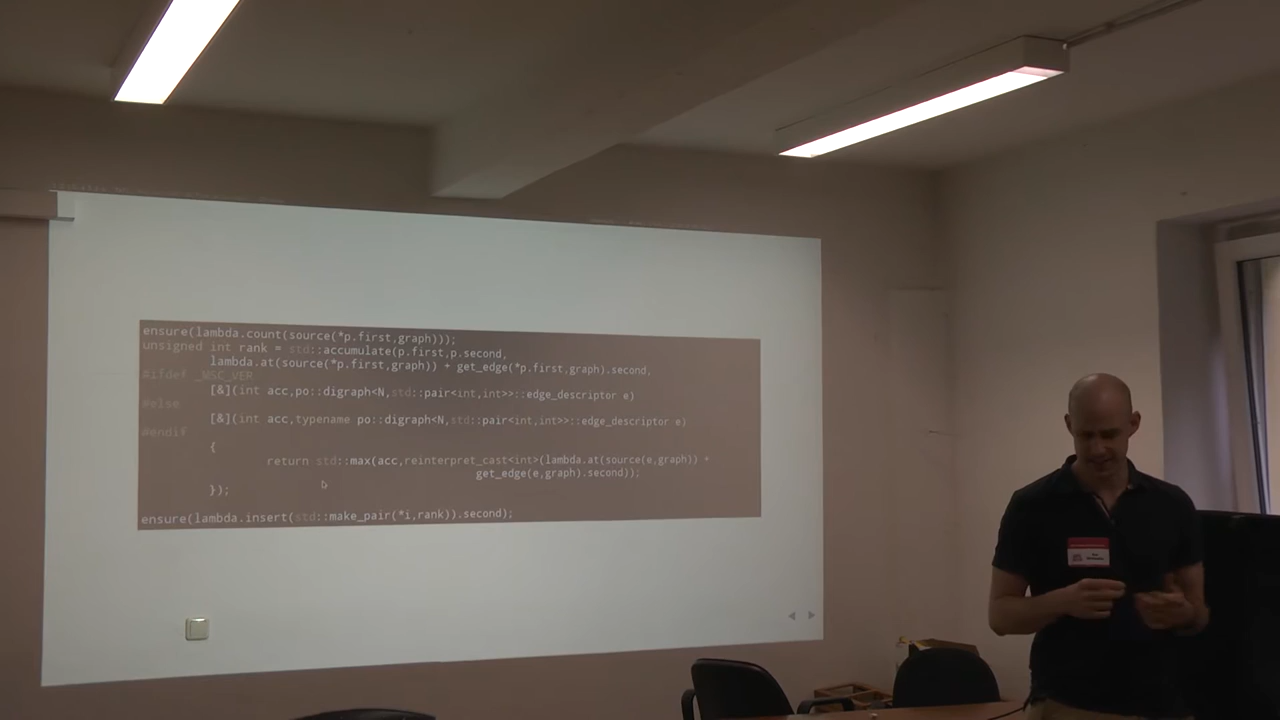 ensure(lambda.count(source(*p.first,graph)));
unsigned int rank = std::accumulate(p.first,p.second,
lambda.at(source(*p.first,graph)) + get_edge(*p.first,graph).second,
#ifdef _MSC_VER
[&](int acc,po::digraph<N,std::pair<int,int>>::edge_descriptor e)
#else
[&](int acc,typename po::digraph<N,std::pair<int,int>>::edge_descriptor e)
#endif
{
return std::max(acc,reinterpret_cast<int>(lambda.at(source(e,graph)) +
get_edge(e,graph).second));
});
ensure(lambda.insert(std::make_pair(*i,rank)).second);